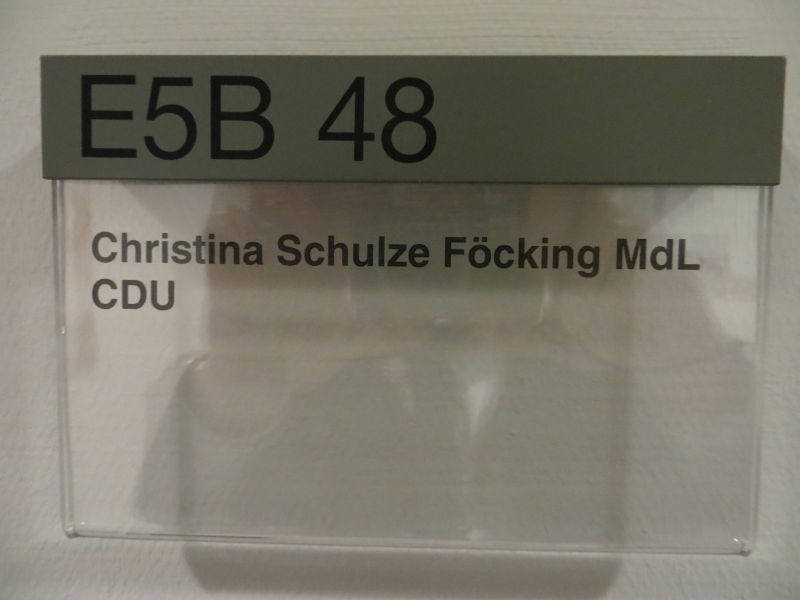 E5B 48
Christina Schulze Föcking MdL
CDU